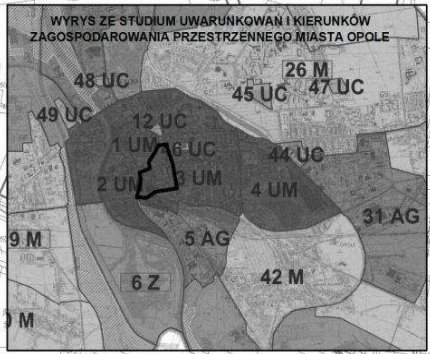 WYRYS ZE STUDIUM UWARUNKOWAŃ I KIERUNKÓW
ZAGOSPODAROWANIA PRZESTRZENNEGO MIASTA OPOLE
26 M
48 UC
45 UC
47 UC
49 UC
12 UC
1 UM
6 UC
44 UC
2 UM
3 UM
4 UM
31 AG
9 M
5 AG
6 Z
42 M
M